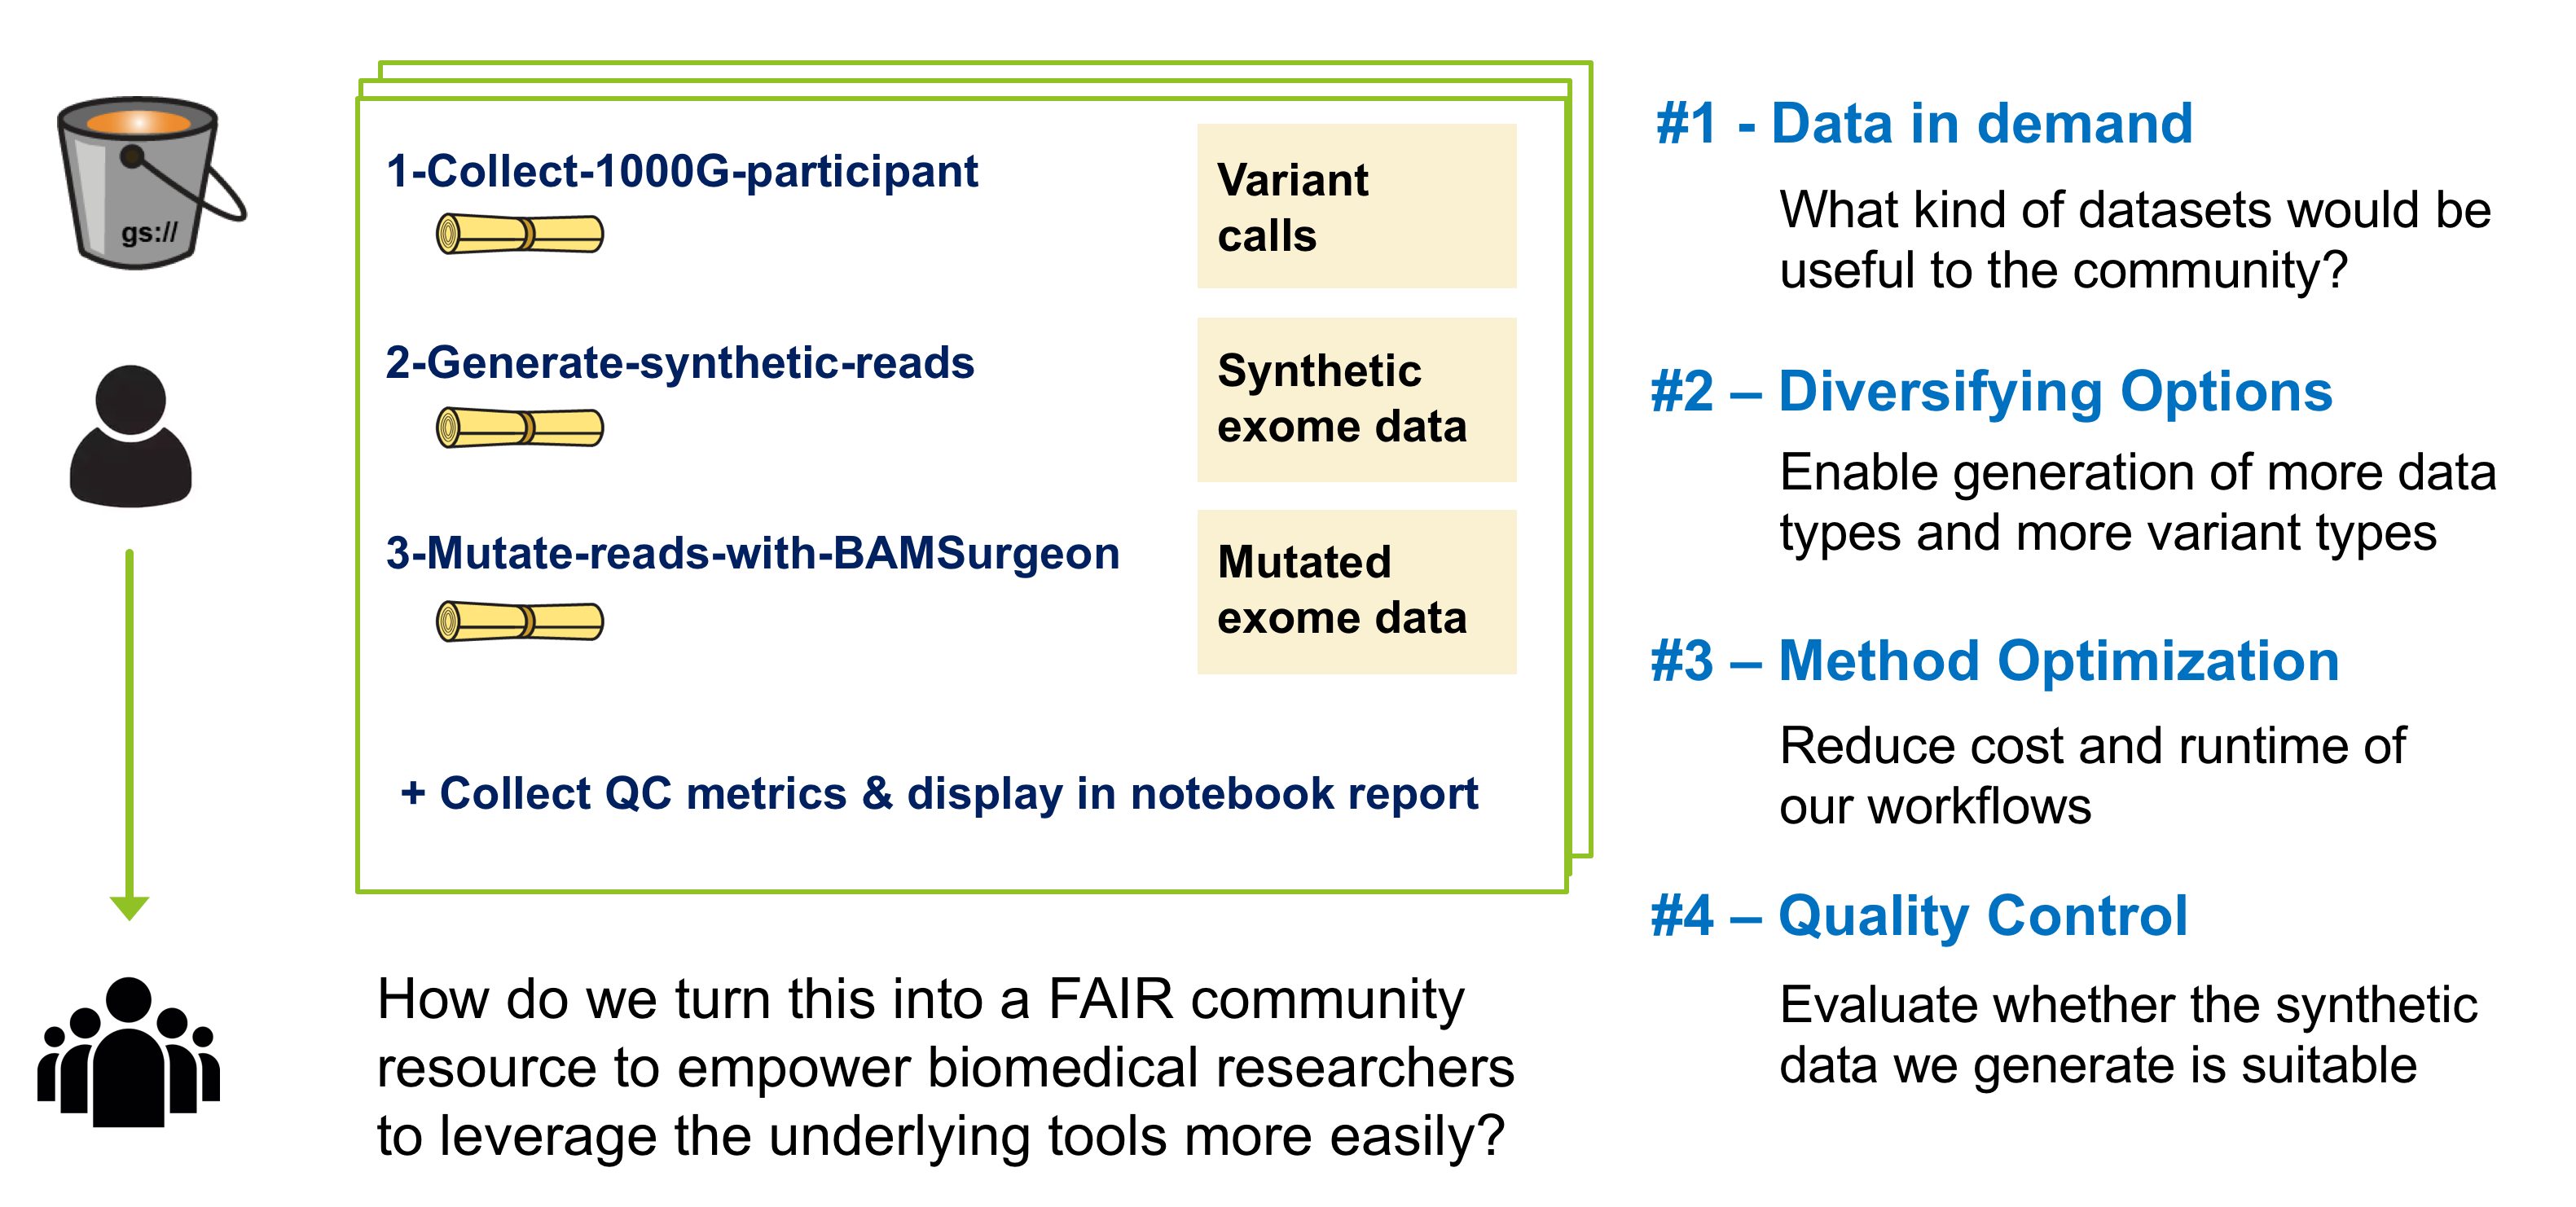 gs://
1-Collect-1000G-participant
Variant
calls
2-Generate-synthetic-reads
Synthetic
exome data
3-Mutate-reads-with-BAMSurgeon
Mutated
exome data
+ Collect QC metrics & display in notebook report
How do we turn this into a FAIR community
resource to empower biomedical researchers
to leverage the underlying tools more easily?
#1 - Data in demand
What kind of datasets would be
useful to the community?
#2 – Diversifying Options
Enable generation of more data
types and more variant types
#3 – Method Optimization
Reduce cost and runtime of
our workflows
#4 – Quality Control
Evaluate whether the synthetic
data we generate is suitable